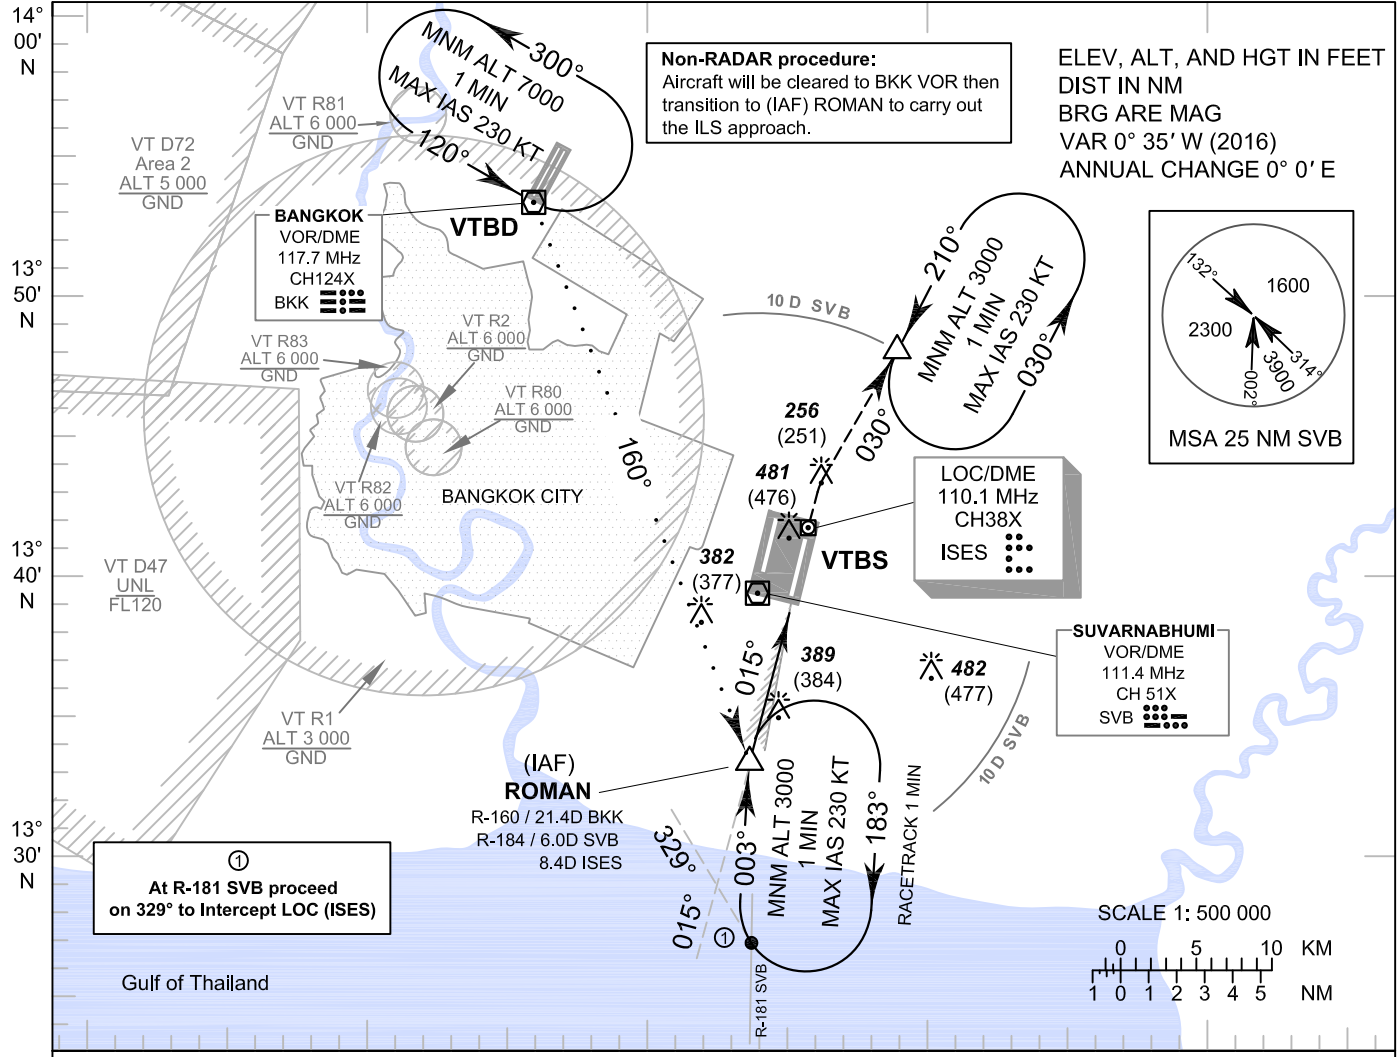 14°
00'
N
13°
50'
N
13°
40'
N
13°
30'
N
MNM ALT 7000
1 MIN
MAX IAS 230 KT
300°
120°
Non-RADAR procedure:
Aircraft will be cleared to BKK VOR then
transition to (IAF) ROMAN to carry out
the ILS approach.
ELEV, ALT, AND HGT IN FEET
DIST IN NM
BRG ARE MAG
VAR 0° 35' W (2016)
ANNUAL CHANGE 0° 0' E
VT R81
ALT 6 000
GND
VT D72
Area 2
ALT 5 000
GND
BANGKOK
VOR/DME
117.7 MHz
CH124X
BKK
VTBD
132°
1600
2300
3900
314°
002°
MSA 25 NM SVB
210°
MNM ALT 3000
1 MIN
MAX IAS 230 KT
030°
10 D SVB
VT R83
ALT 6 000
GND
VT R2
ALT 6 000
GND
VT R80
ALT 6 000
GND
VT R82
ALT 6 000
GND
BANGKOK CITY
160°
256
(251)
030°
481
(476)
LOC/DME
110.1 MHz
CH38X
ISES
VTBS
382
(377)
VT D47
UNL
FL120
015°
389
(384)
482
(477)
SUVARNABHUMI
VOR/DME
111.4 MHz
CH 51X
SVB
10 D SVB
VT R1
ALT 3 000
GND
(IAF)
ROMAN
R-160 / 21.4D BKK
R-184 / 6.0D SVB
8.4D ISES
329°
003°
MNM ALT 3000
1 MIN
MAX IAS 230 KT
183°
RACETRACK 1 MIN
015°
1
At R-181 SVB proceed
on 329° to Intercept LOC (ISES)
1
R-181 SVB
Gulf of Thailand
SCALE 1: 500 000
0 5 10 KM
1 0 1 2 3 4 5 NM